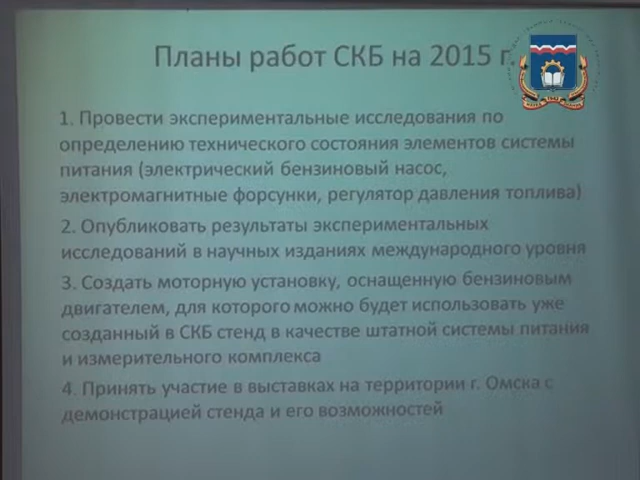 Планы работ СКБ на 2015 г.
1. Провести экспериментальные исследования по
определению технического состояния элементов системы
питания (электрический бензиновый насос,
электромагнитные форсунки, регулятор давления топлива)
2. Опубликовать результаты экспериментальных
исследований в научных изданиях международного уровня
3. Создать моторную установку, оснащенную бензиновым
двигателем, для которого можно будет использовать уже
созданный в СКБ стенд в качестве штатной системы питания
и измерительного комплекса
4. Принять участие в выставках на территории г. Омска с
демонстрацией стенда и его возможностей